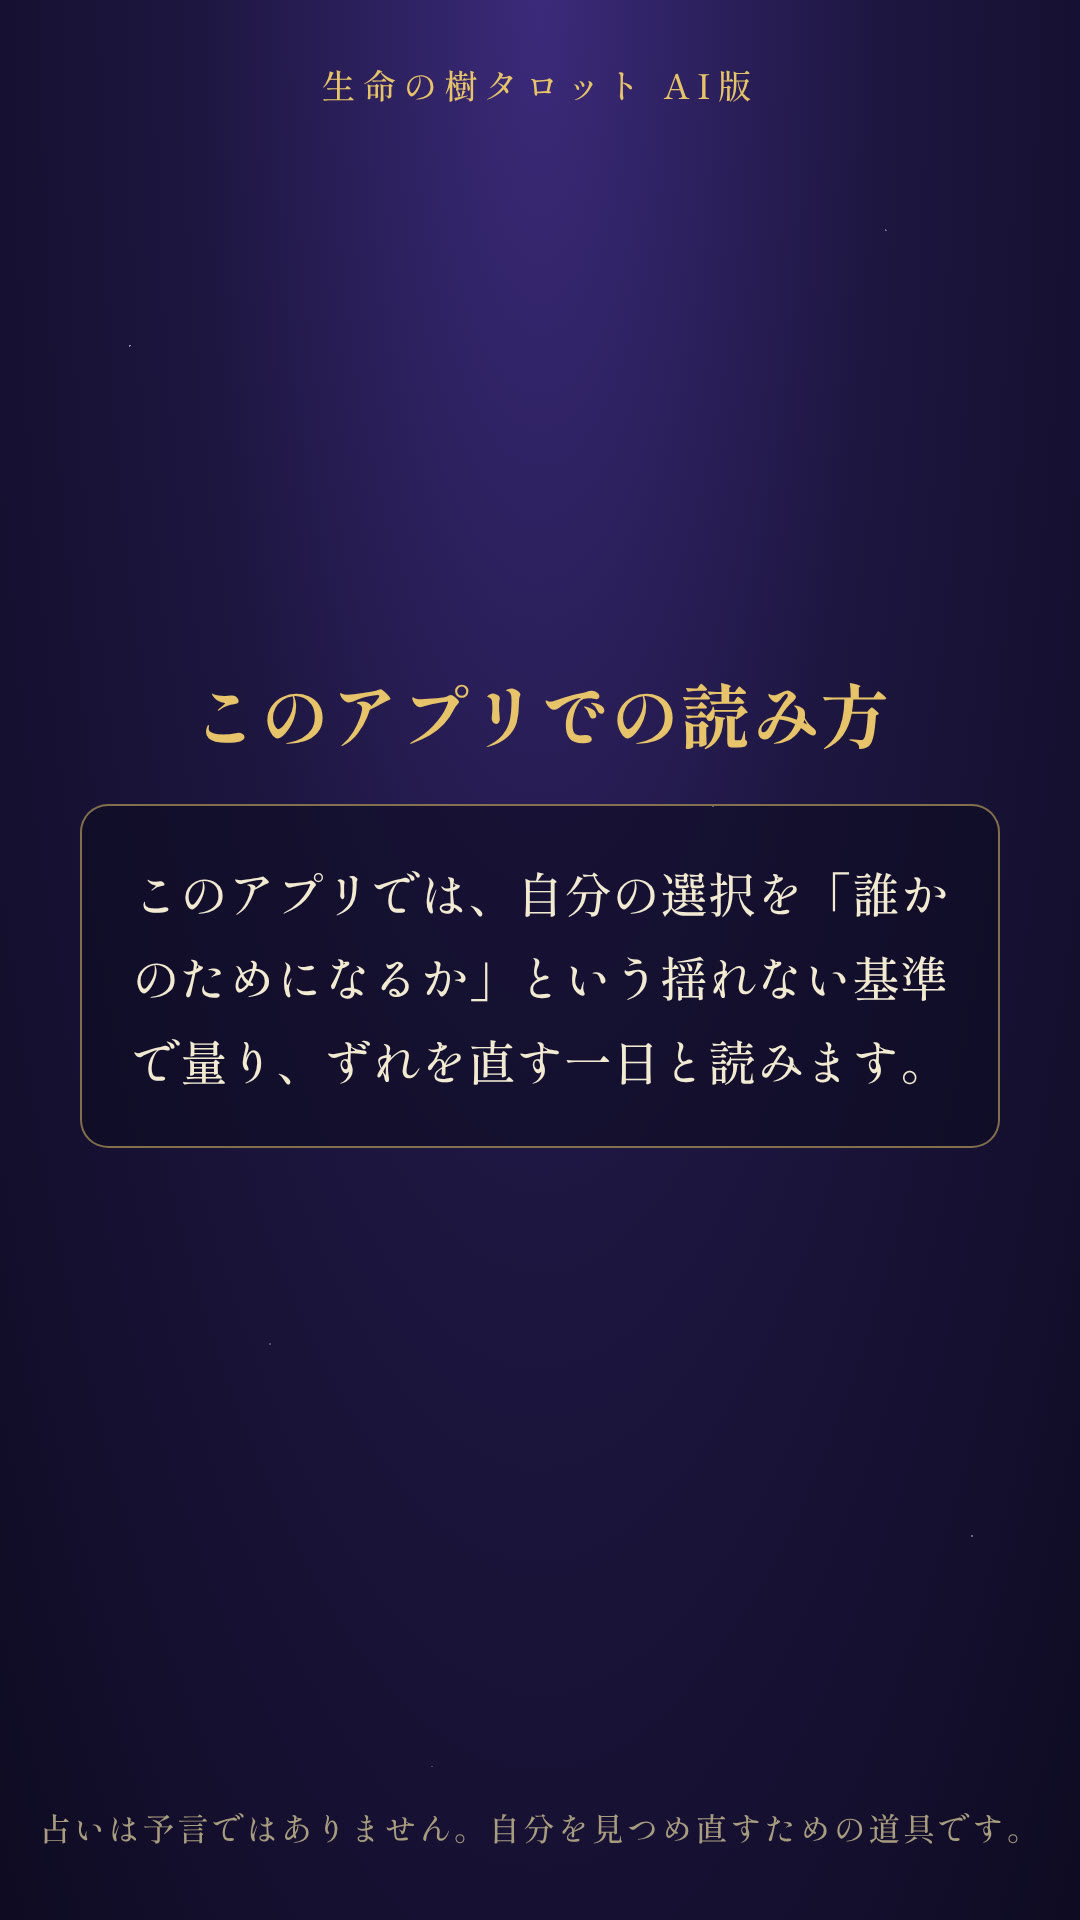 生命の樹タロット AI版
このアプリでの読み方
このアプリでは、自分の選択を「誰か
のためになるか」という揺れない基準
で量り、ずれを直す一日と読みます。
占いは予言ではありません。自分を見つめ直すための道具です。